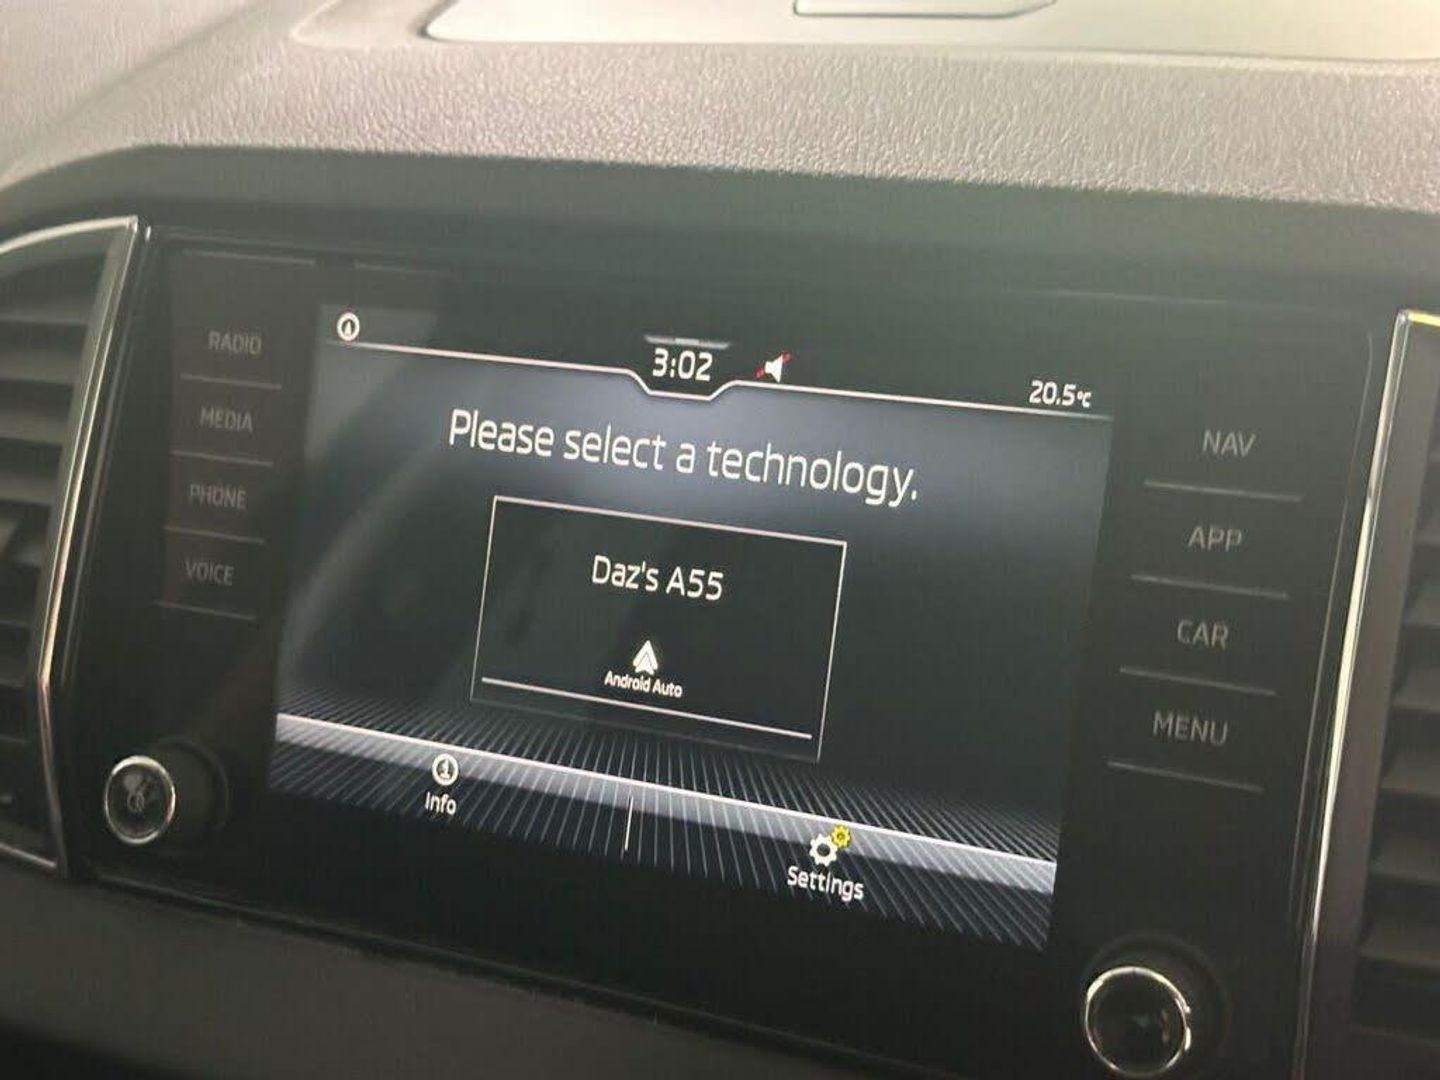 RADIO
MEDIA
PHONE
VOICE
3:02
20.5°C
Please select a technology.
Daz's A55
Android Auto
Info
Settings
NAV
APP
CAR
MENU